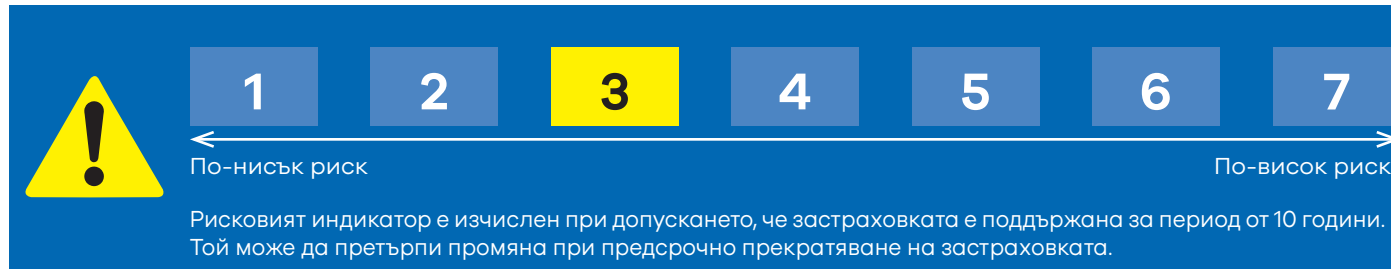 1 2 3 4 5 6 7
По-нисък риск По-висок риск
Рисковият индикатор е изчислен при допускането, че застраховката е поддържана за период от 10 години.
Той може да претърпи промяна при предсрочно прекратяване на застраховката.